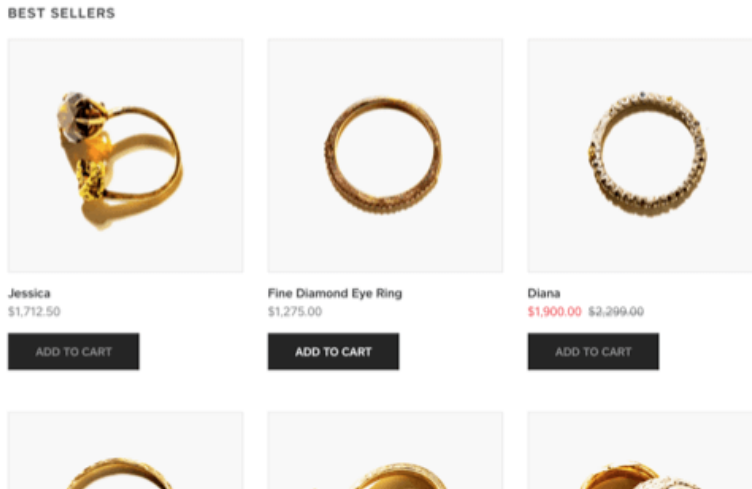 BEST SELLERS
Jessica
$1,712.50
ADD TO CART
Fine Diamond Eye Ring
$1,275.00
ADD TO CART
Diana
$1,900.00 $2,299.00
ADD TO CART